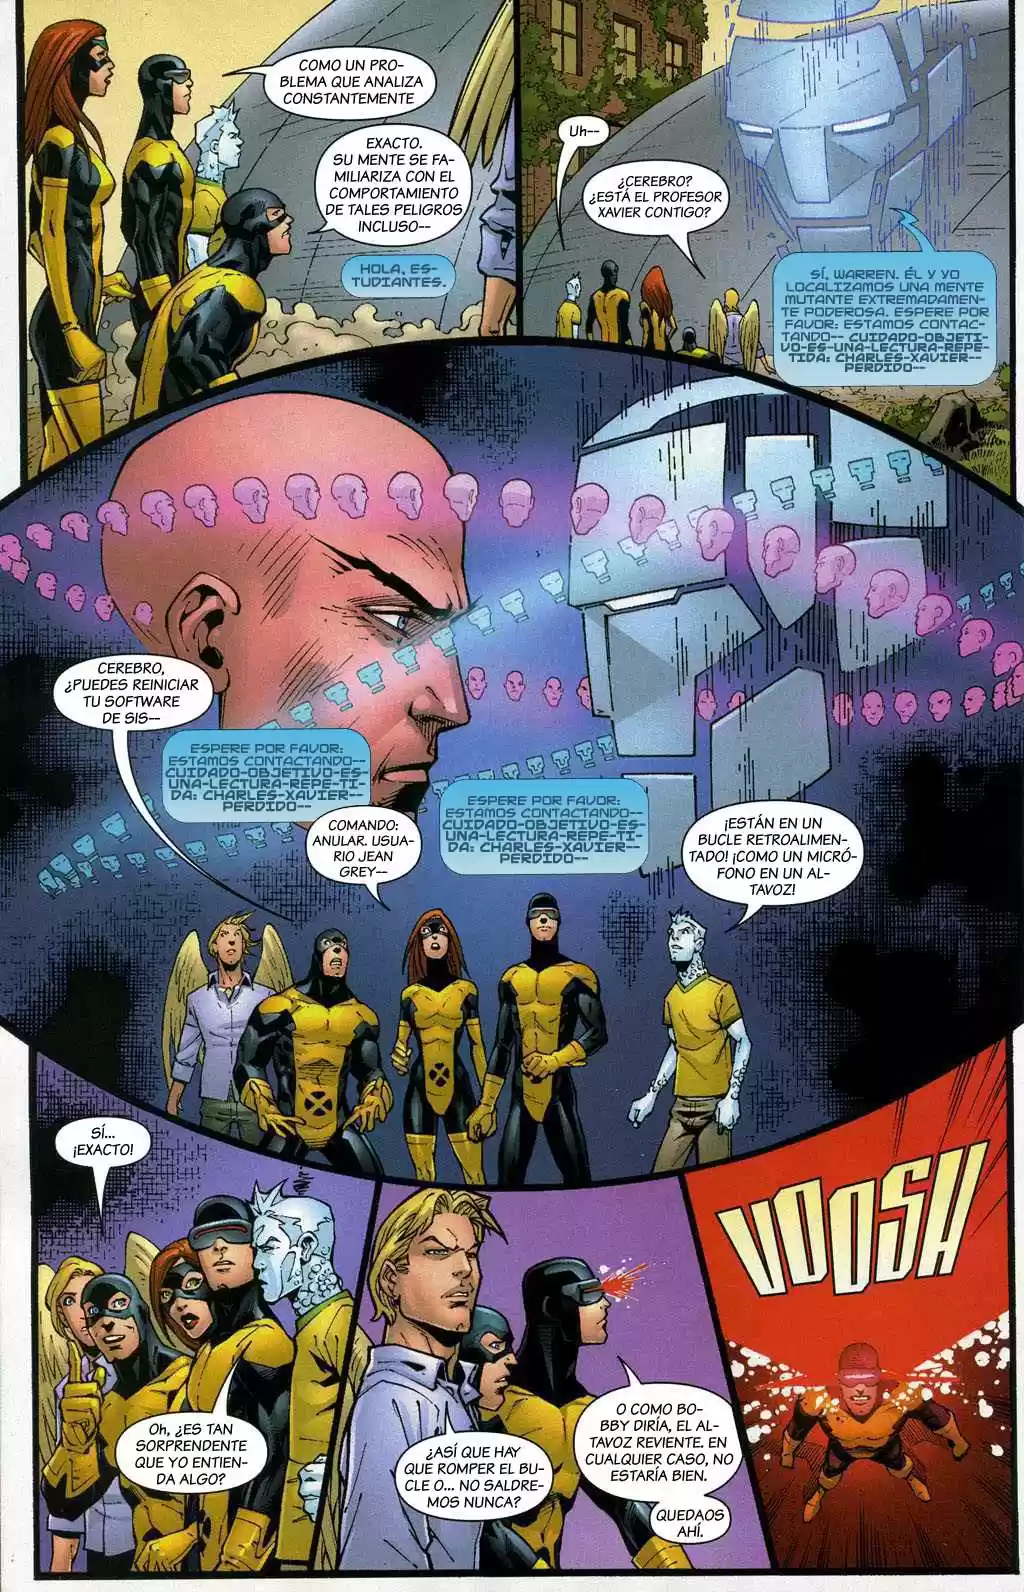 COMO UN PRO-
BLEMA QUE ANALIZA
CONSTANTEMENTE
EXACTO.
SU MENTE SE FA-
MILIARIZA CON EL
COMPORTAMIENTO
DE TALES PELIGROS
INCLUSO--
HOLA, ES-
TUDIANTES.
Uh--
¿CEREBRO?
¿ESTÁ EL PROFESOR
XAVIER CONTIGO?
SÍ, WARREN. ÉL Y YO
LOCALIZAMOS UNA MENTE
MUTANTE EXTREMADAMEN-
TE PODEROSA. ESPERE POR
FAVOR: ESTAMOS CONTAC-
TANDO-- CUIDADO-OBJETI-
VO-ES-UNA-LECTURA-REPE-
TIDA: CHARLES-XAVIER--
PERDIDO--
CEREBRO,
¿PUEDES REINICIAR
TU SOFTWARE
DE SIS--
ESPERE POR FAVOR:
ESTAMOS CONTACTANDO--
CUIDADO-OBJETIVO-ES-
UNA-LECTURA-REPE-TI-
DA: CHARLES-XAVIER--
PERDIDO--
COMANDO:
ANULAR. USUA-
RIO JEAN
GREY--
ESPERE POR FAVOR:
ESTAMOS CONTACTANDO--
CUIDADO-OBJETIVO-ES-
UNA-LECTURA-REPE-TI-
DA: CHARLES-XAVIER--
PERDIDO--
¡ESTÁN EN UN
BUCLE RETROALIMEN-
TADO! ¡COMO UN MICRÓ-
FONO EN UN AL-
TAVOZ!
SÍ...
¡EXACTO!
Oh, ¿ES TAN
SORPRENDENTE
QUE YO ENTIEN-
DA ALGO?
¿ASÍ QUE HAY
QUE ROMPER EL BU-
CLE O... NO SALDRE-
MOS NUNCA?
O COMO BO-
BBY DIRÍA, EL AL-
TAVOZ REVIENTE. EN
CUALQUIER CASO, NO
ESTARÍA BIEN.
QUEDAOS
AHÍ.
VOOSH